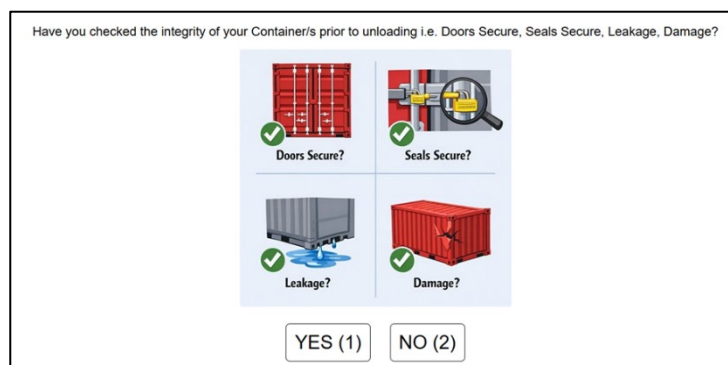 Have you checked the integrity of your Container/s prior to unloading i.e. Doors Secure, Seals Secure, Leakage, Damage?
Doors Secure?
Seals Secure?
Leakage?
Damage?
YES (1)
NO (2)